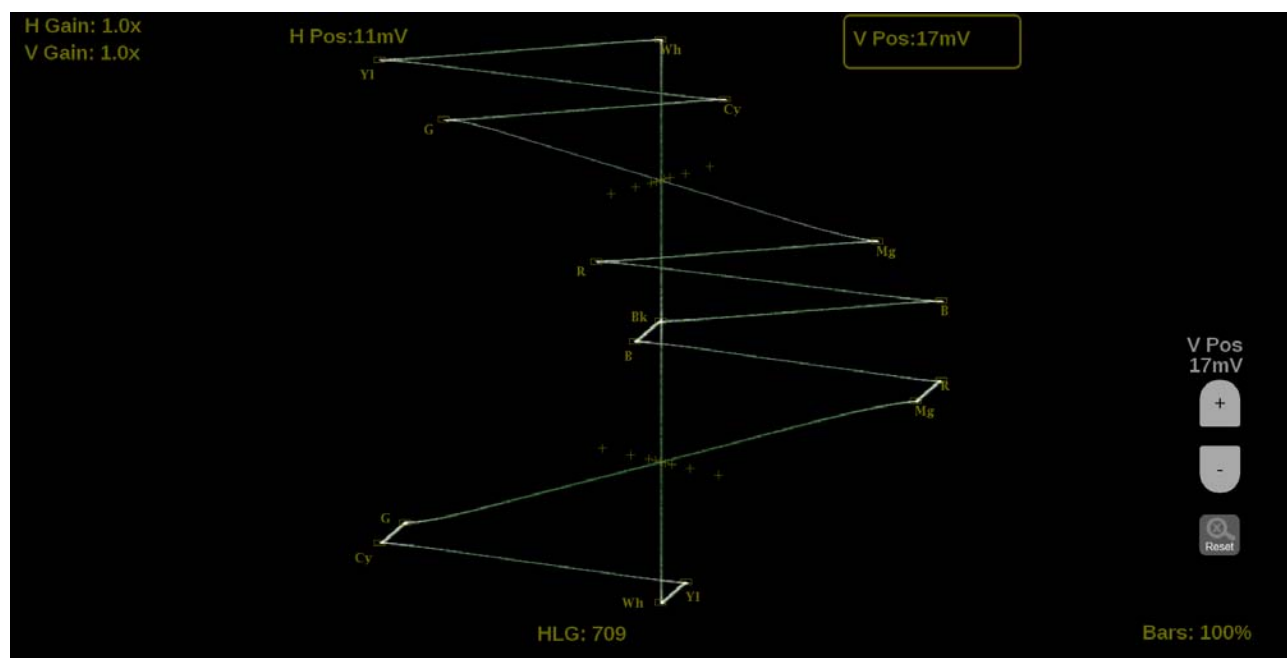 H Gain: 1.0x
V Gain: 1.0x
H Pos:11mV
V Pos:17mV
Wh
Yl
Cy
G
Mg
R
B
Bk
B
R
Mg
G
Cy
Wh
Yl
V Pos
17mV
+
-
Reset
HLG: 709
Bars: 100%